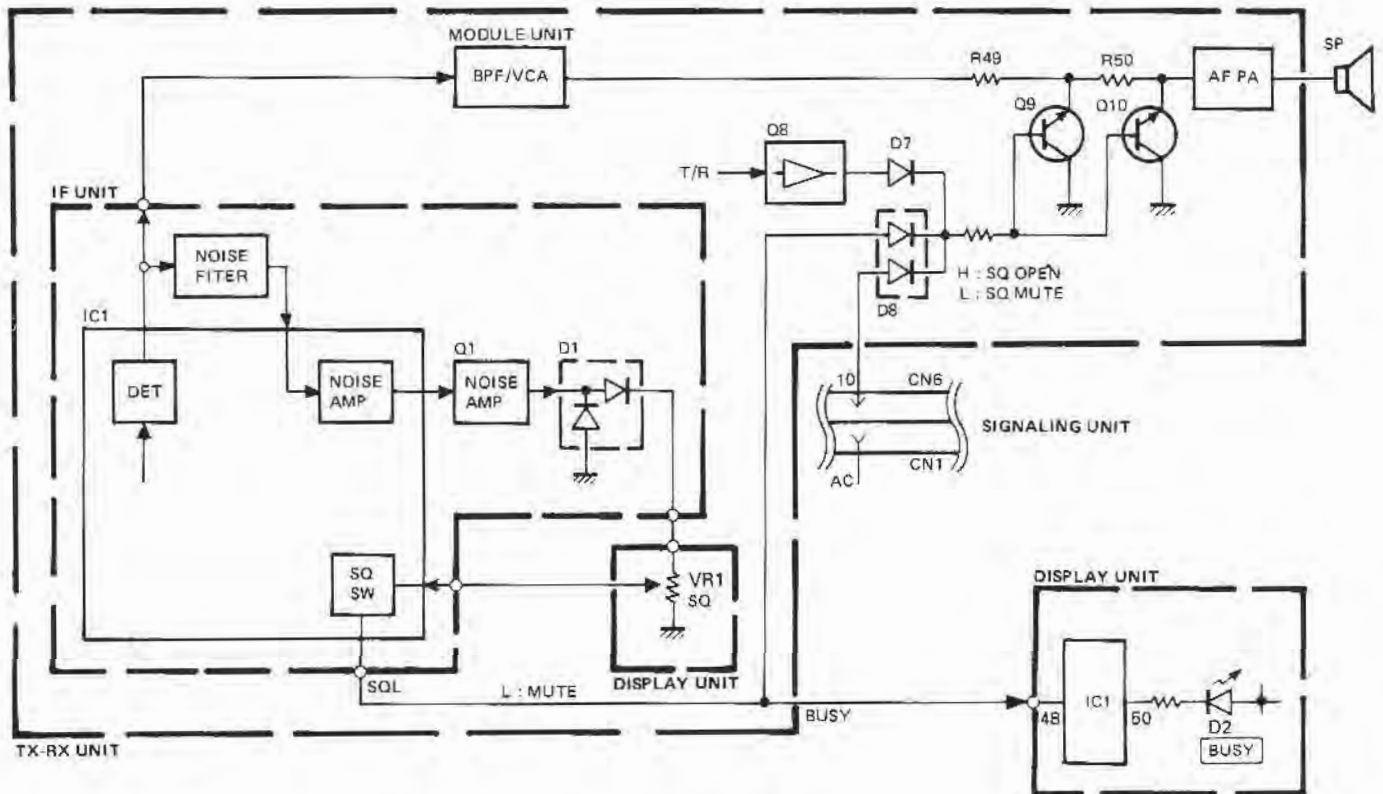 MODULE UNIT
BPF/VCA
R49
R50
AF PA
SP
Q9
Q10
Q8
D7
T/R
IF UNIT
NOISE
FITER
H : SQ OPEN
L : SQ MUTE
D8
IC1
DET
NOISE
AMP
Q1
NOISE
AMP
D1
10
CN6
SIGNALING UNIT
CN1
AC
SQ
SW
VR1
SQ
DISPLAY UNIT
DISPLAY UNIT
SQL
L : MUTE
BUSY
48
IC1
50
D2
BUSY
TX-RX UNIT